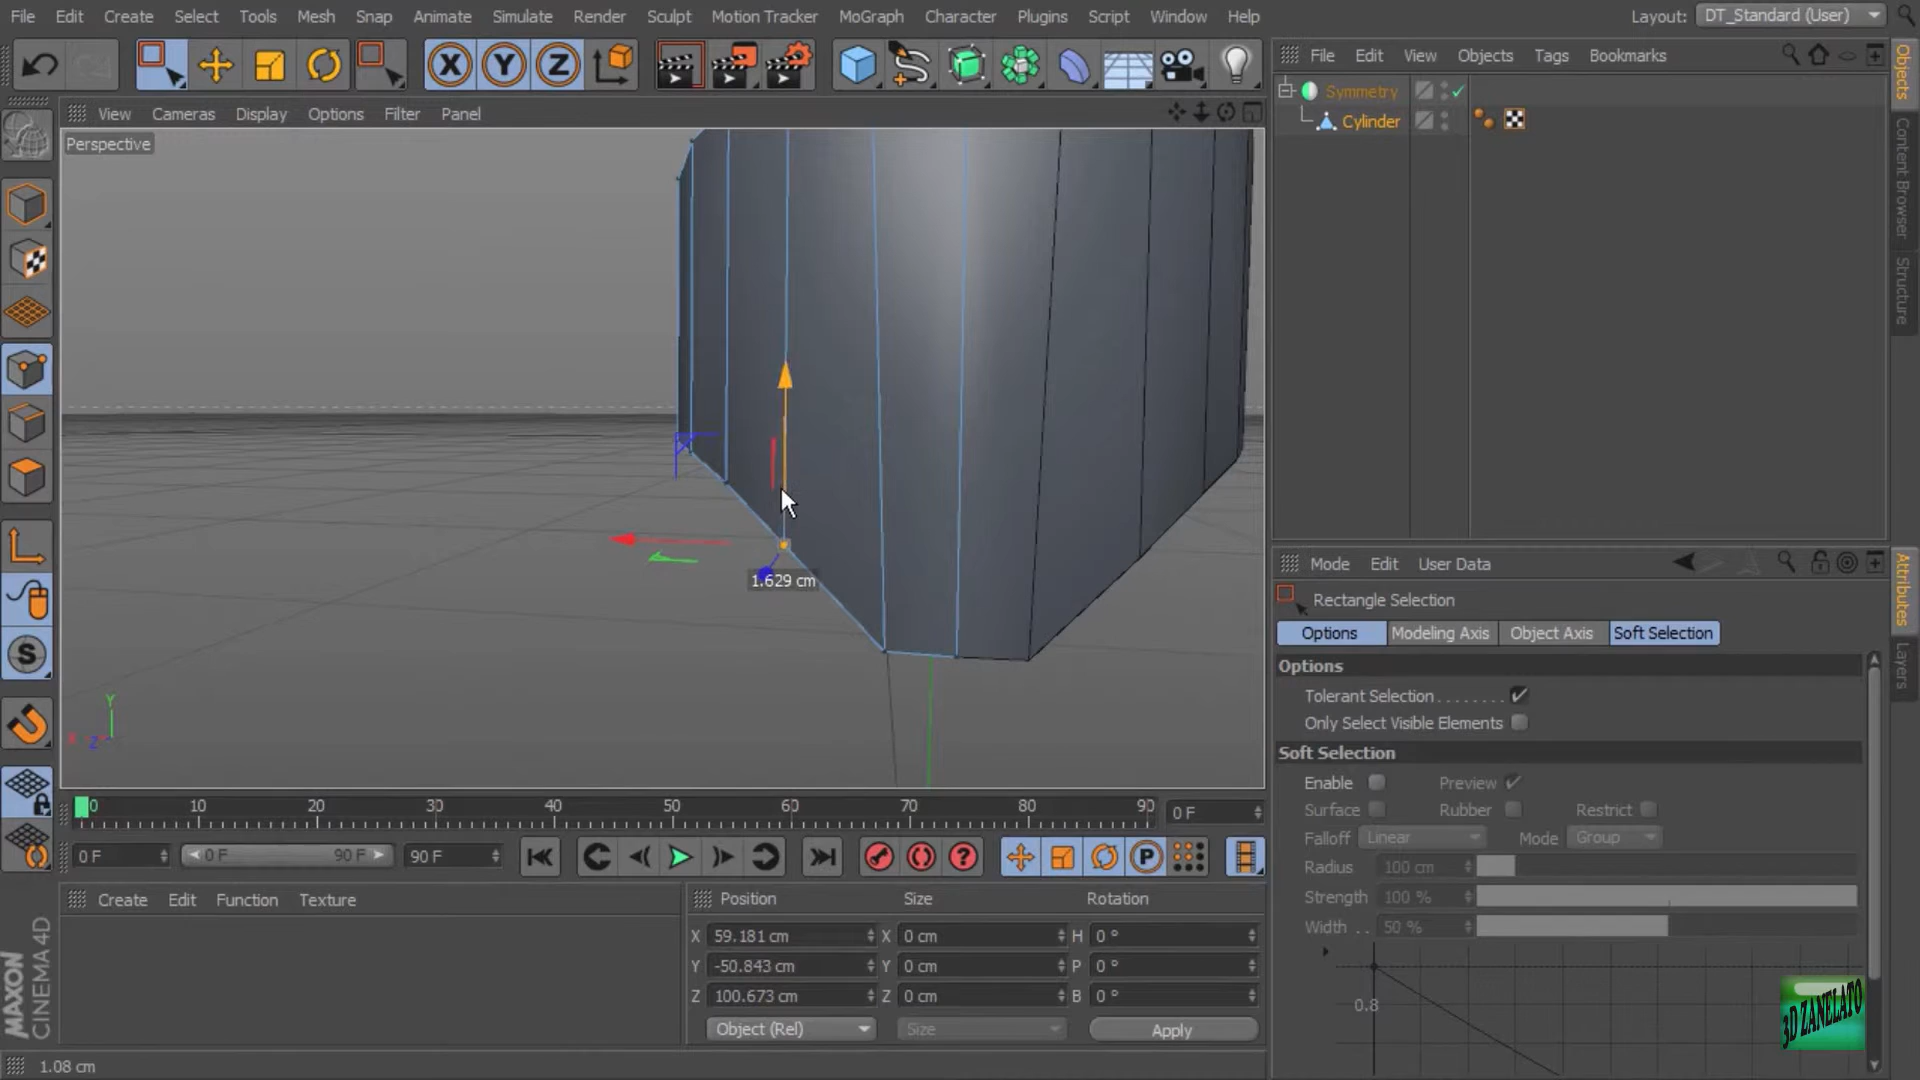 File Edit Create Select Tools Mesh Snap Animate Simulate Render Sculpt Motion Tracker MoGraph Character Plugins Script Window Help
Layout: DT_Standard (User)
X Y Z
File Edit View Objects Tags Bookmarks
View Cameras Display Options Filter Panel
Perspective
Symmetry
Cylinder
Objects
Content Browser
Structure
1.629 cm
Y
X
Z
S
Mode Edit User Data
Rectangle Selection
Options Modeling Axis Object Axis Soft Selection
Options
Tolerant Selection
Only Select Visible Elements
Soft Selection
Enable Preview
Surface Rubber Restrict
Falloff Linear Mode Group
Radius 100 cm
Strength 100 %
Width . . 50 %
0.8
Attributes
Layers
0 10 20 30 40 50 60 70 80 90 0 F
0 F 0 F 90 F 90 F
? P
Create Edit Function Texture
Position Size Rotation
X 59.181 cm X 0 cm H 0 °
Y -50.843 cm Y 0 cm P 0 °
Z 100.673 cm Z 0 cm B 0 °
Object (Rel) Size Apply
MAXON
CINEMA 4D
1.08 cm
3D ZANELATO